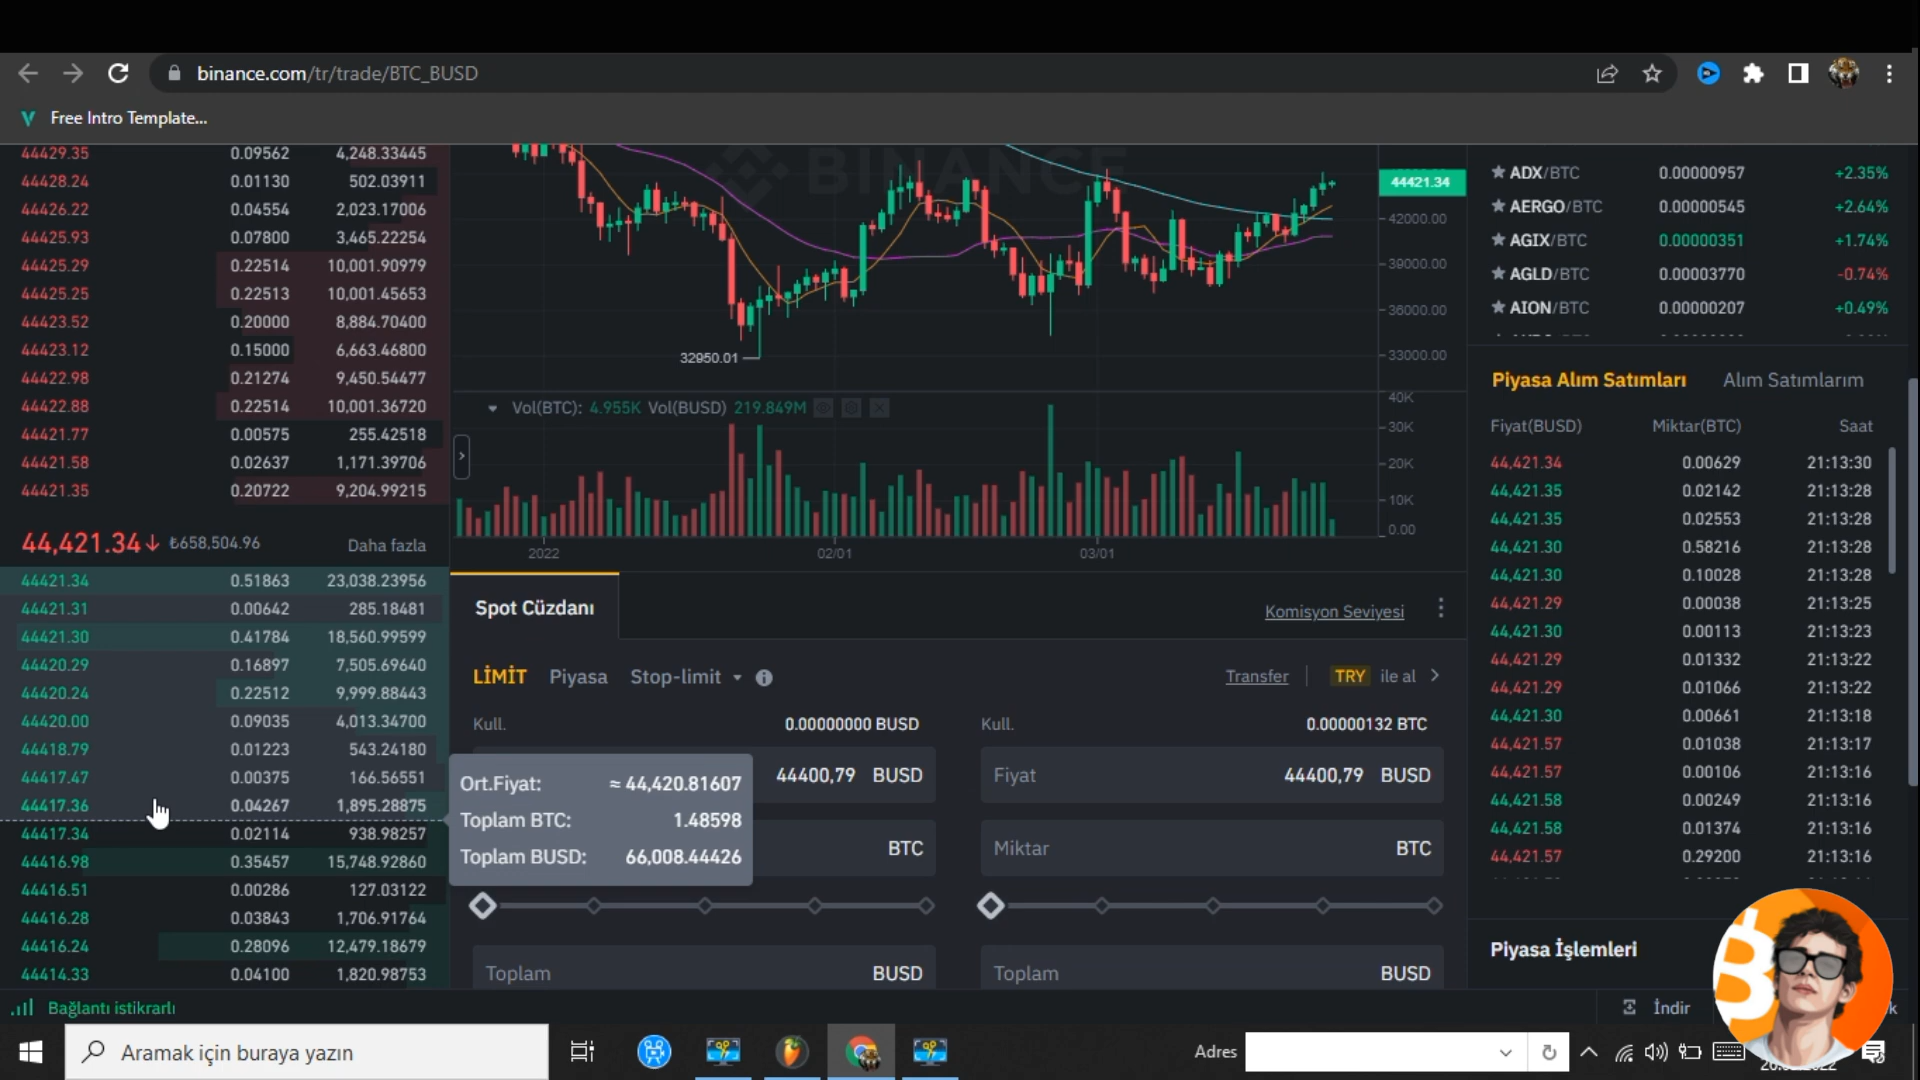 binance.com/tr/trade/BTC_BUSD
Free Intro Template...
44429.35 0.09562 4,248.33445
44428.24 0.01130 502.03911
44426.22 0.04554 2,023.17006
44425.93 0.07800 3,465.22254
44425.29 0.22514 10,001.90979
44425.25 0.22513 10,001.45653
44423.52 0.20000 8,884.70400
44423.12 0.15000 6,663.46800
44422.98 0.21274 9,450.54477
44422.88 0.22514 10,001.36720
44421.77 0.00575 255.42518
44421.58 0.02637 1,171.39706
44421.35 0.20722 9,204.99215
44,421.34↓ ₺658,504.96 Daha fazla
44421.34 0.51863 23,038.23956
44421.31 0.00642 285.18481
44421.30 0.41784 18,560.99599
44420.29 0.16897 7,505.69640
44420.24 0.22512 9,999.88443
44420.00 0.09035 4,013.34700
44418.79 0.01223 543.24180
44417.47 0.00375 166.56551
44417.36 0.04267 1,895.28875
44417.34 0.02114 938.98257
44416.98 0.35457 15,748.92860
44416.51 0.00286 127.03122
44416.28 0.03843 1,706.91764
44416.24 0.28096 12,479.18679
44414.33 0.04100 1,820.98753
BINANCE
44421.34
42000.00
39000.00
36000.00
33000.00
32950.01
Vol(BTC): 4.955K Vol(BUSD) 219.849M
40K
30K
20K
10K
0.00
2022 02/01 03/01
Spot Cüzdanı
Komisyon Seviyesi
LİMİT Piyasa Stop-limit
Transfer TRY ile al
Kull. 0.00000000 BUSD
44400,79 BUSD
BTC
Toplam BUSD
Ort.Fiyat: ≈ 44,420.81607
Toplam BTC: 1.48598
Toplam BUSD: 66,008.44426
Kull. 0.00000132 BTC
Fiyat 44400,79 BUSD
Miktar BTC
Toplam BUSD
ADX/BTC 0.00000957 +2.35%
AERGO/BTC 0.00000545 +2.64%
AGIX/BTC 0.00000351 +1.74%
AGLD/BTC 0.00003770 -0.74%
AION/BTC 0.00000207 +0.49%
Piyasa Alım Satımları Alım Satımlarım
Fiyat(BUSD) Miktar(BTC) Saat
44,421.34 0.00629 21:13:30
44,421.35 0.02142 21:13:28
44,421.35 0.02553 21:13:28
44,421.30 0.58216 21:13:28
44,421.30 0.10028 21:13:28
44,421.29 0.00038 21:13:25
44,421.30 0.00113 21:13:23
44,421.29 0.01332 21:13:22
44,421.29 0.01066 21:13:22
44,421.30 0.00661 21:13:18
44,421.57 0.01038 21:13:17
44,421.57 0.00106 21:13:16
44,421.58 0.00249 21:13:16
44,421.58 0.01374 21:13:16
44,421.57 0.29200 21:13:16
Piyasa İşlemleri
Bağlantı istikrarlı
İndir
Aramak için buraya yazın
Adres